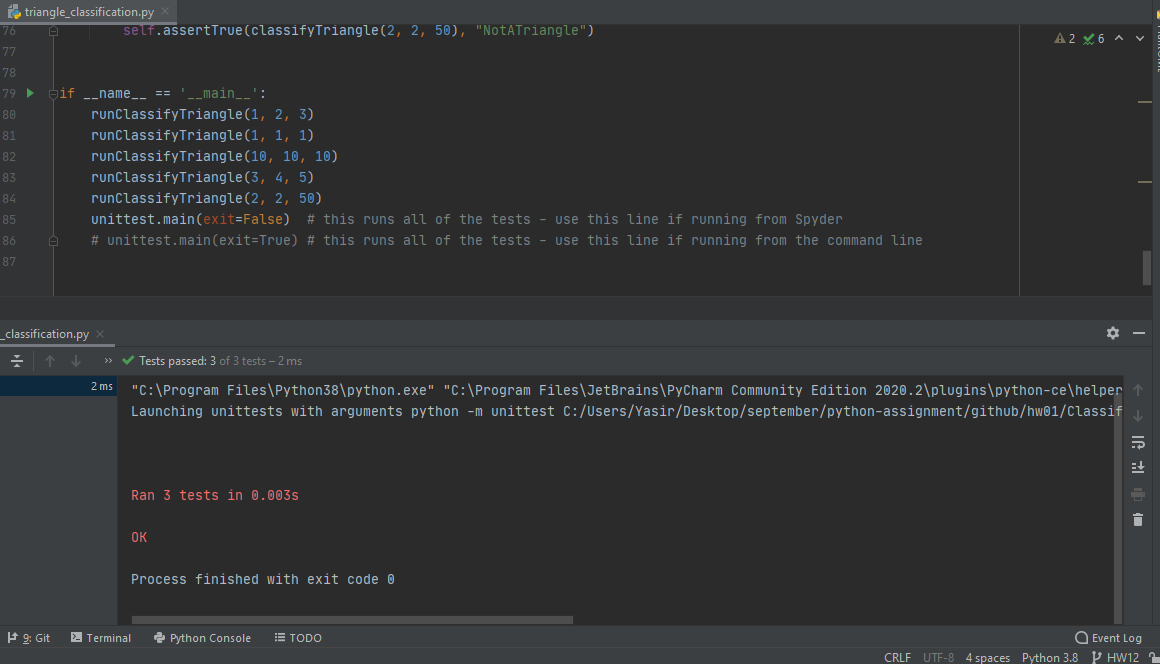 triangle_classification.py
76 self.assertTrue(classifyTriangle(2, 2, 50), "NotATriangle")
2 6
77
78
79 if __name__ == '__main__':
80 runClassifyTriangle(1, 2, 3)
81 runClassifyTriangle(1, 1, 1)
82 runClassifyTriangle(10, 10, 10)
83 runClassifyTriangle(3, 4, 5)
84 runClassifyTriangle(2, 2, 50)
85 unittest.main(exit=False) # this runs all of the tests - use this line if running from Spyder
86 # unittest.main(exit=True) # this runs all of the tests - use this line if running from the command line
87
_classification.py
» Tests passed: 3 of 3 tests – 2 ms
2 ms
"C:\Program Files\Python38\python.exe" "C:\Program Files\JetBrains\PyCharm Community Edition 2020.2\plugins\python-ce\helper
Launching unittests with arguments python -m unittest C:/Users/Yasir/Desktop/september/python-assignment/github/hw01/Classif
Ran 3 tests in 0.003s
OK
Process finished with exit code 0
9: Git Terminal Python Console TODO Event Log
CRLF UTF-8 4 spaces Python 3.8 HW12